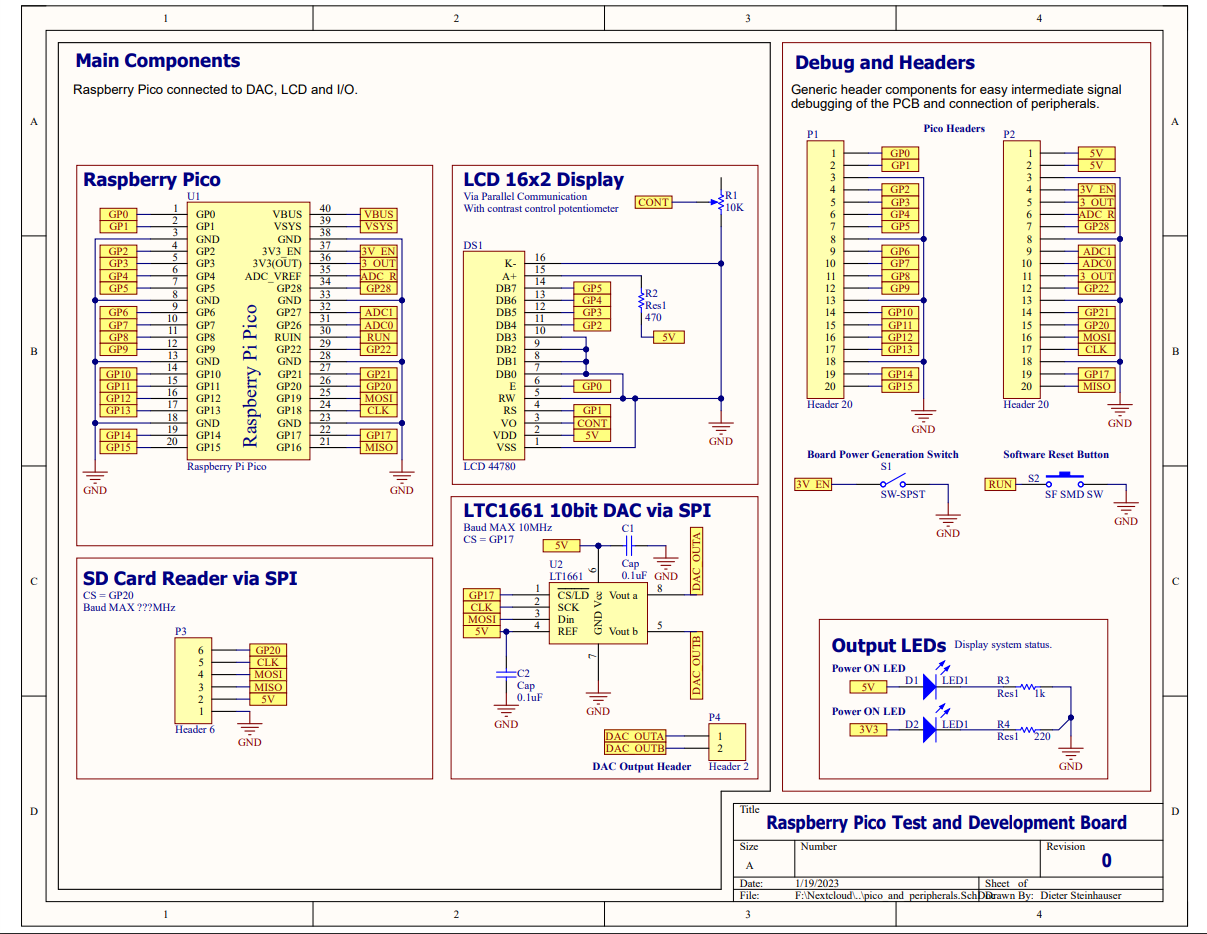 1 2 3 4
A A
B B
C C
D D
1 2 3 4
Main Components
Raspberry Pico connected to DAC, LCD and I/O.
Raspberry Pico
U1
GP0 1 GP0 VBUS 40 VBUS
GP1 2 GP1 VSYS 39 VSYS
3 GND GND 38
GP2 4 GP2 3V3_EN 37 3V EN
GP3 5 GP3 3V3(OUT) 36 3 OUT
GP4 6 GP4 ADC_VREF 35 ADC R
GP5 7 GP5 GP28 34 GP28
8 GND GND 33
GP6 9 GP6 GP27 32 ADC1
GP7 10 GP7 GP26 31 ADC0
GP8 11 GP8 RUIN 30 RUN
GP9 12 GP9 GP22 29 GP22
13 GND GND 28
GP10 14 GP10 GP21 27 GP21
GP11 15 GP11 GP20 26 GP20
GP12 16 GP12 GP19 25 MOSI
GP13 17 GP13 GP18 24 CLK
18 GND GND 23
GP14 19 GP14 GP17 22 GP17
GP15 20 GP15 GP16 21 MISO
Raspberry Pi Pico
Raspberry Pi Pico
GND GND
LCD 16x2 Display
Via Parallel Communication
With contrast control potentiometer
CONT
R1
10K
DS1
K- 16
A+ 15
DB7 14 GP5
DB6 13 GP4
DB5 12 GP3
DB4 11 GP2
DB3 10
DB2 9
DB1 8
DB0 7
E 6 GP0
RW 5
RS 4 GP1
VO 3 CONT
VDD 2 5V
VSS 1
LCD 44780
R2
Res1
470
5V
GND
SD Card Reader via SPI
CS = GP20
Baud MAX ???MHz
P3
6 GP20
5 CLK
4 MOSI
3 MISO
2 5V
1
Header 6
GND
LTC1661 10bit DAC via SPI
Baud MAX 10MHz
CS = GP17
5V
C1
Cap
0.1uF
GND
U2
LT1661
6
GP17 1 CS/LD
CLK 2 SCK
MOSI 3 Din
5V 4 REF
Vcc
GND
Vout a 8 DAC OUTA
Vout b 5 DAC OUTB
7
C2
Cap
0.1uF
GND
GND
P4
DAC OUTA 1
DAC OUTB 2
DAC Output Header Header 2
Debug and Headers
Generic header components for easy intermediate signal
debugging of the PCB and connection of peripherals.
Pico Headers
P1
1 GP0
2 GP1
3
4 GP2
5 GP3
6 GP4
7 GP5
8
9 GP6
10 GP7
11 GP8
12 GP9
13
14 GP10
15 GP11
16 GP12
17 GP13
18
19 GP14
20 GP15
Header 20
GND
P2
1 5V
2 5V
3
4 3V EN
5 3 OUT
6 ADC R
7 GP28
8
9 ADC1
10 ADC0
11 3 OUT
12 GP22
13
14 GP21
15 GP20
16 MOSI
17 CLK
18
19 GP17
20 MISO
Header 20
GND
Board Power Generation Switch
S1
3V EN
SW-SPST
GND
Software Reset Button
RUN S2
SF SMD SW
GND
Output LEDs Display system status.
Power ON LED
5V D1 LED1 R3
Res1 1k
Power ON LED
3V3 D2 LED1 R4
Res1 220
GND
Title
Raspberry Pico Test and Development Board
Size Number Revision
A 0
Date: 1/19/2023 Sheet of
File: F:\Nextcloud\..\pico and peripherals.SchDoc Drawn By: Dieter Steinhauser